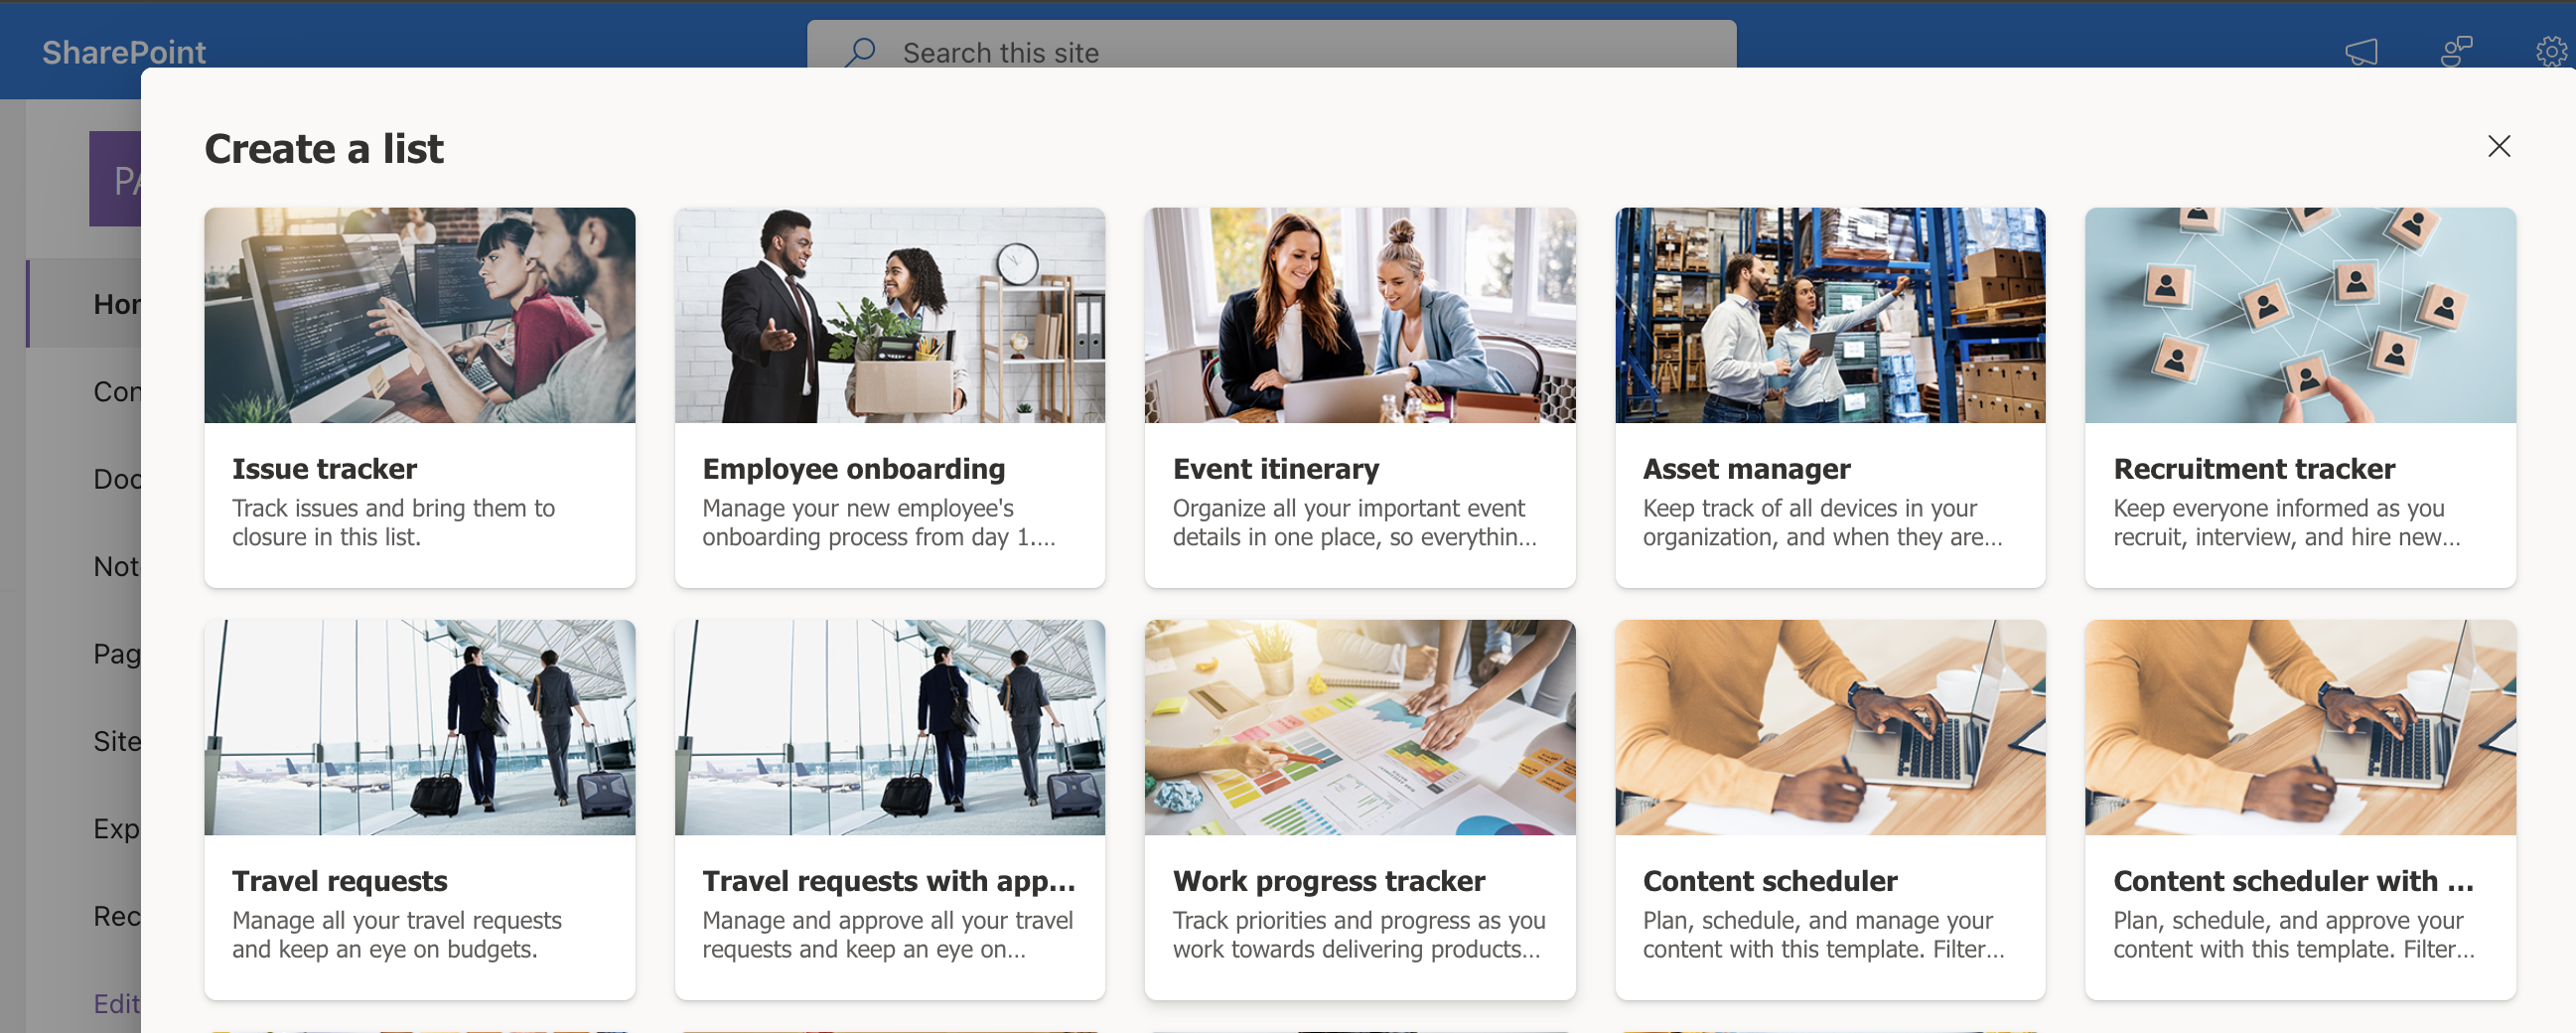 SharePoint
Search this site
PA
Create a list
Hor
Con
Doc
Not
Pag
Site
Exp
Rec
Edit
Issue tracker
Track issues and bring them to
closure in this list.
Employee onboarding
Manage your new employee's
onboarding process from day 1....
Event itinerary
Organize all your important event
details in one place, so everythin...
Asset manager
Keep track of all devices in your
organization, and when they are...
Recruitment tracker
Keep everyone informed as you
recruit, interview, and hire new...
Travel requests
Manage all your travel requests
and keep an eye on budgets.
Travel requests with app...
Manage and approve all your travel
requests and keep an eye on...
Work progress tracker
Track priorities and progress as you
work towards delivering products...
Content scheduler
Plan, schedule, and manage your
content with this template. Filter...
Content scheduler with ...
Plan, schedule, and approve your
content with this template. Filter...